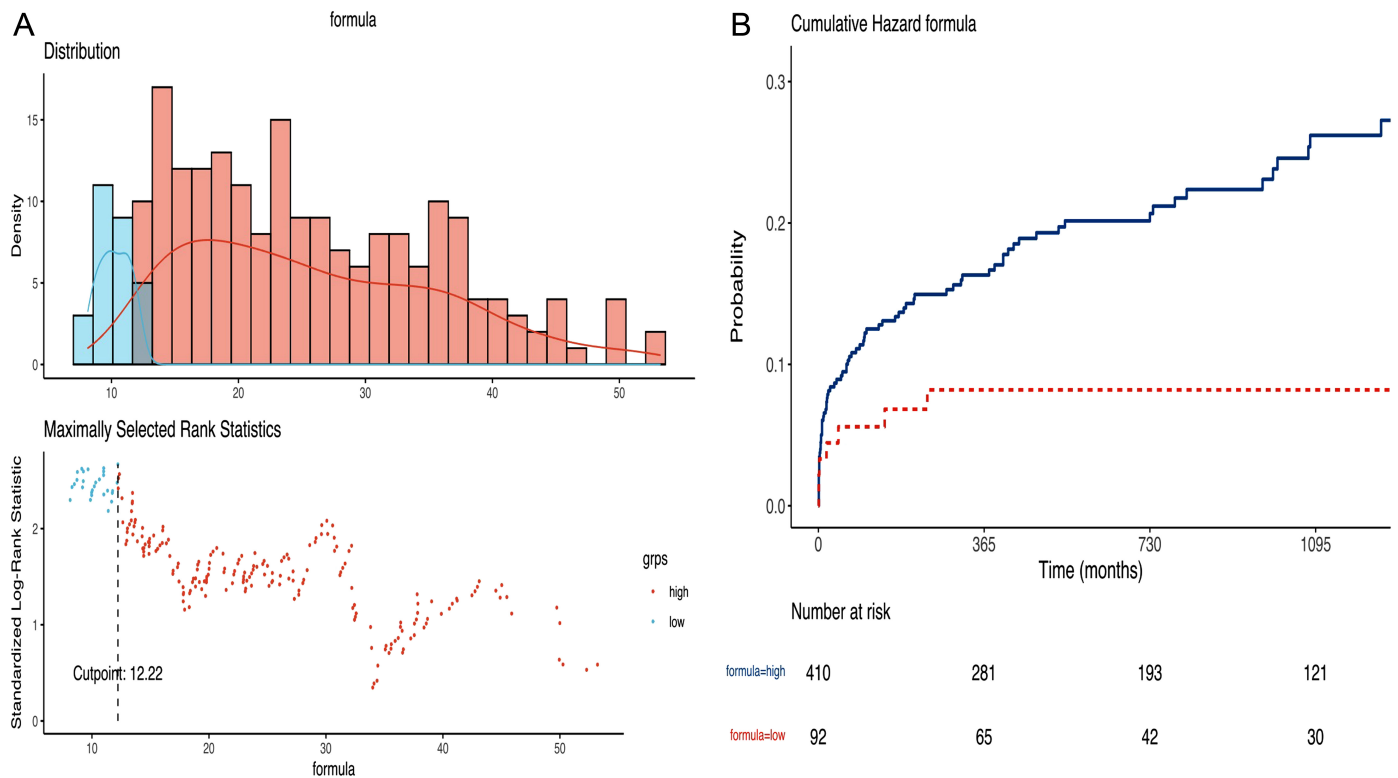 A
formula
Distribution
Density
15
10
5
0
10 20 30 40 50
Maximally Selected Rank Statistics
Standardized Log-Rank Statistic
2
1
0
Cutpoint: 12.22
10 20 30 40 50
formula
grps
high
low
B
Cumulative Hazard formula
Probability
0.3
0.2
0.1
0.0
0 365 730 1095
Time (months)
Number at risk
formula=high 410 281 193 121
formula=low 92 65 42 30